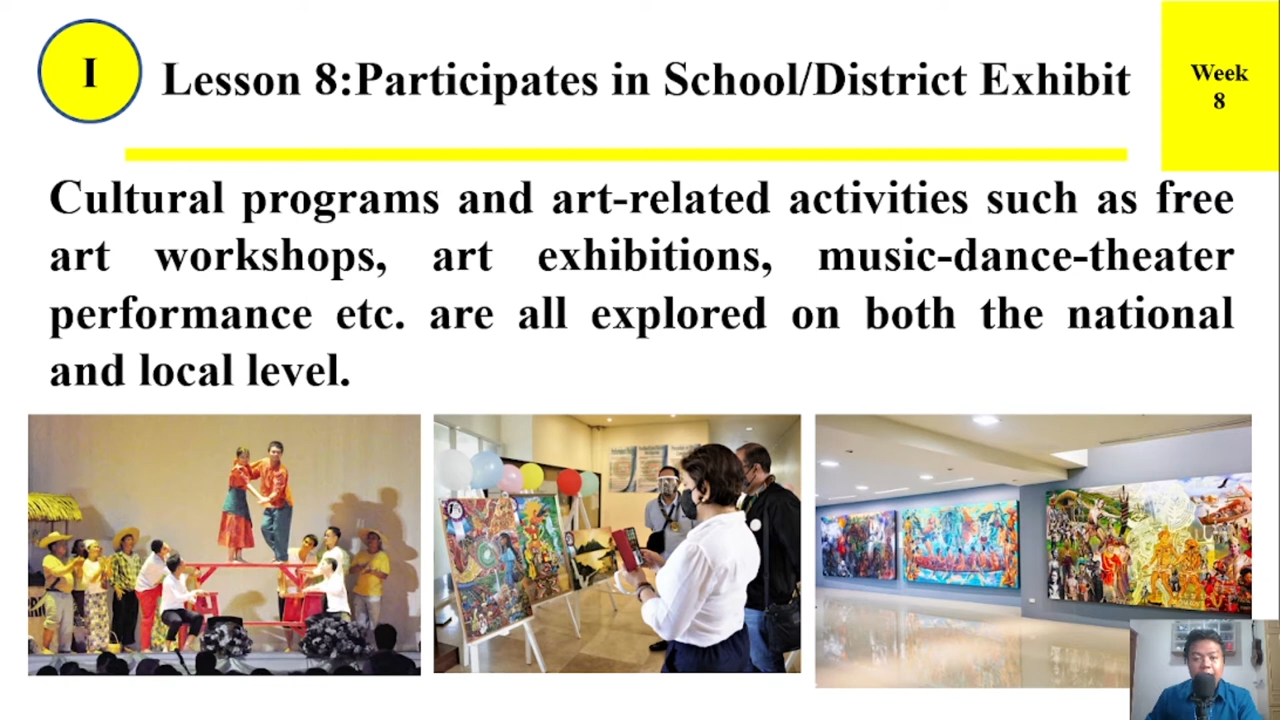 I
Lesson 8:Participates in School/District Exhibit
Week
8
Cultural programs and art-related activities such as free
art workshops, art exhibitions, music-dance-theater
performance etc. are all explored on both the national
and local level.